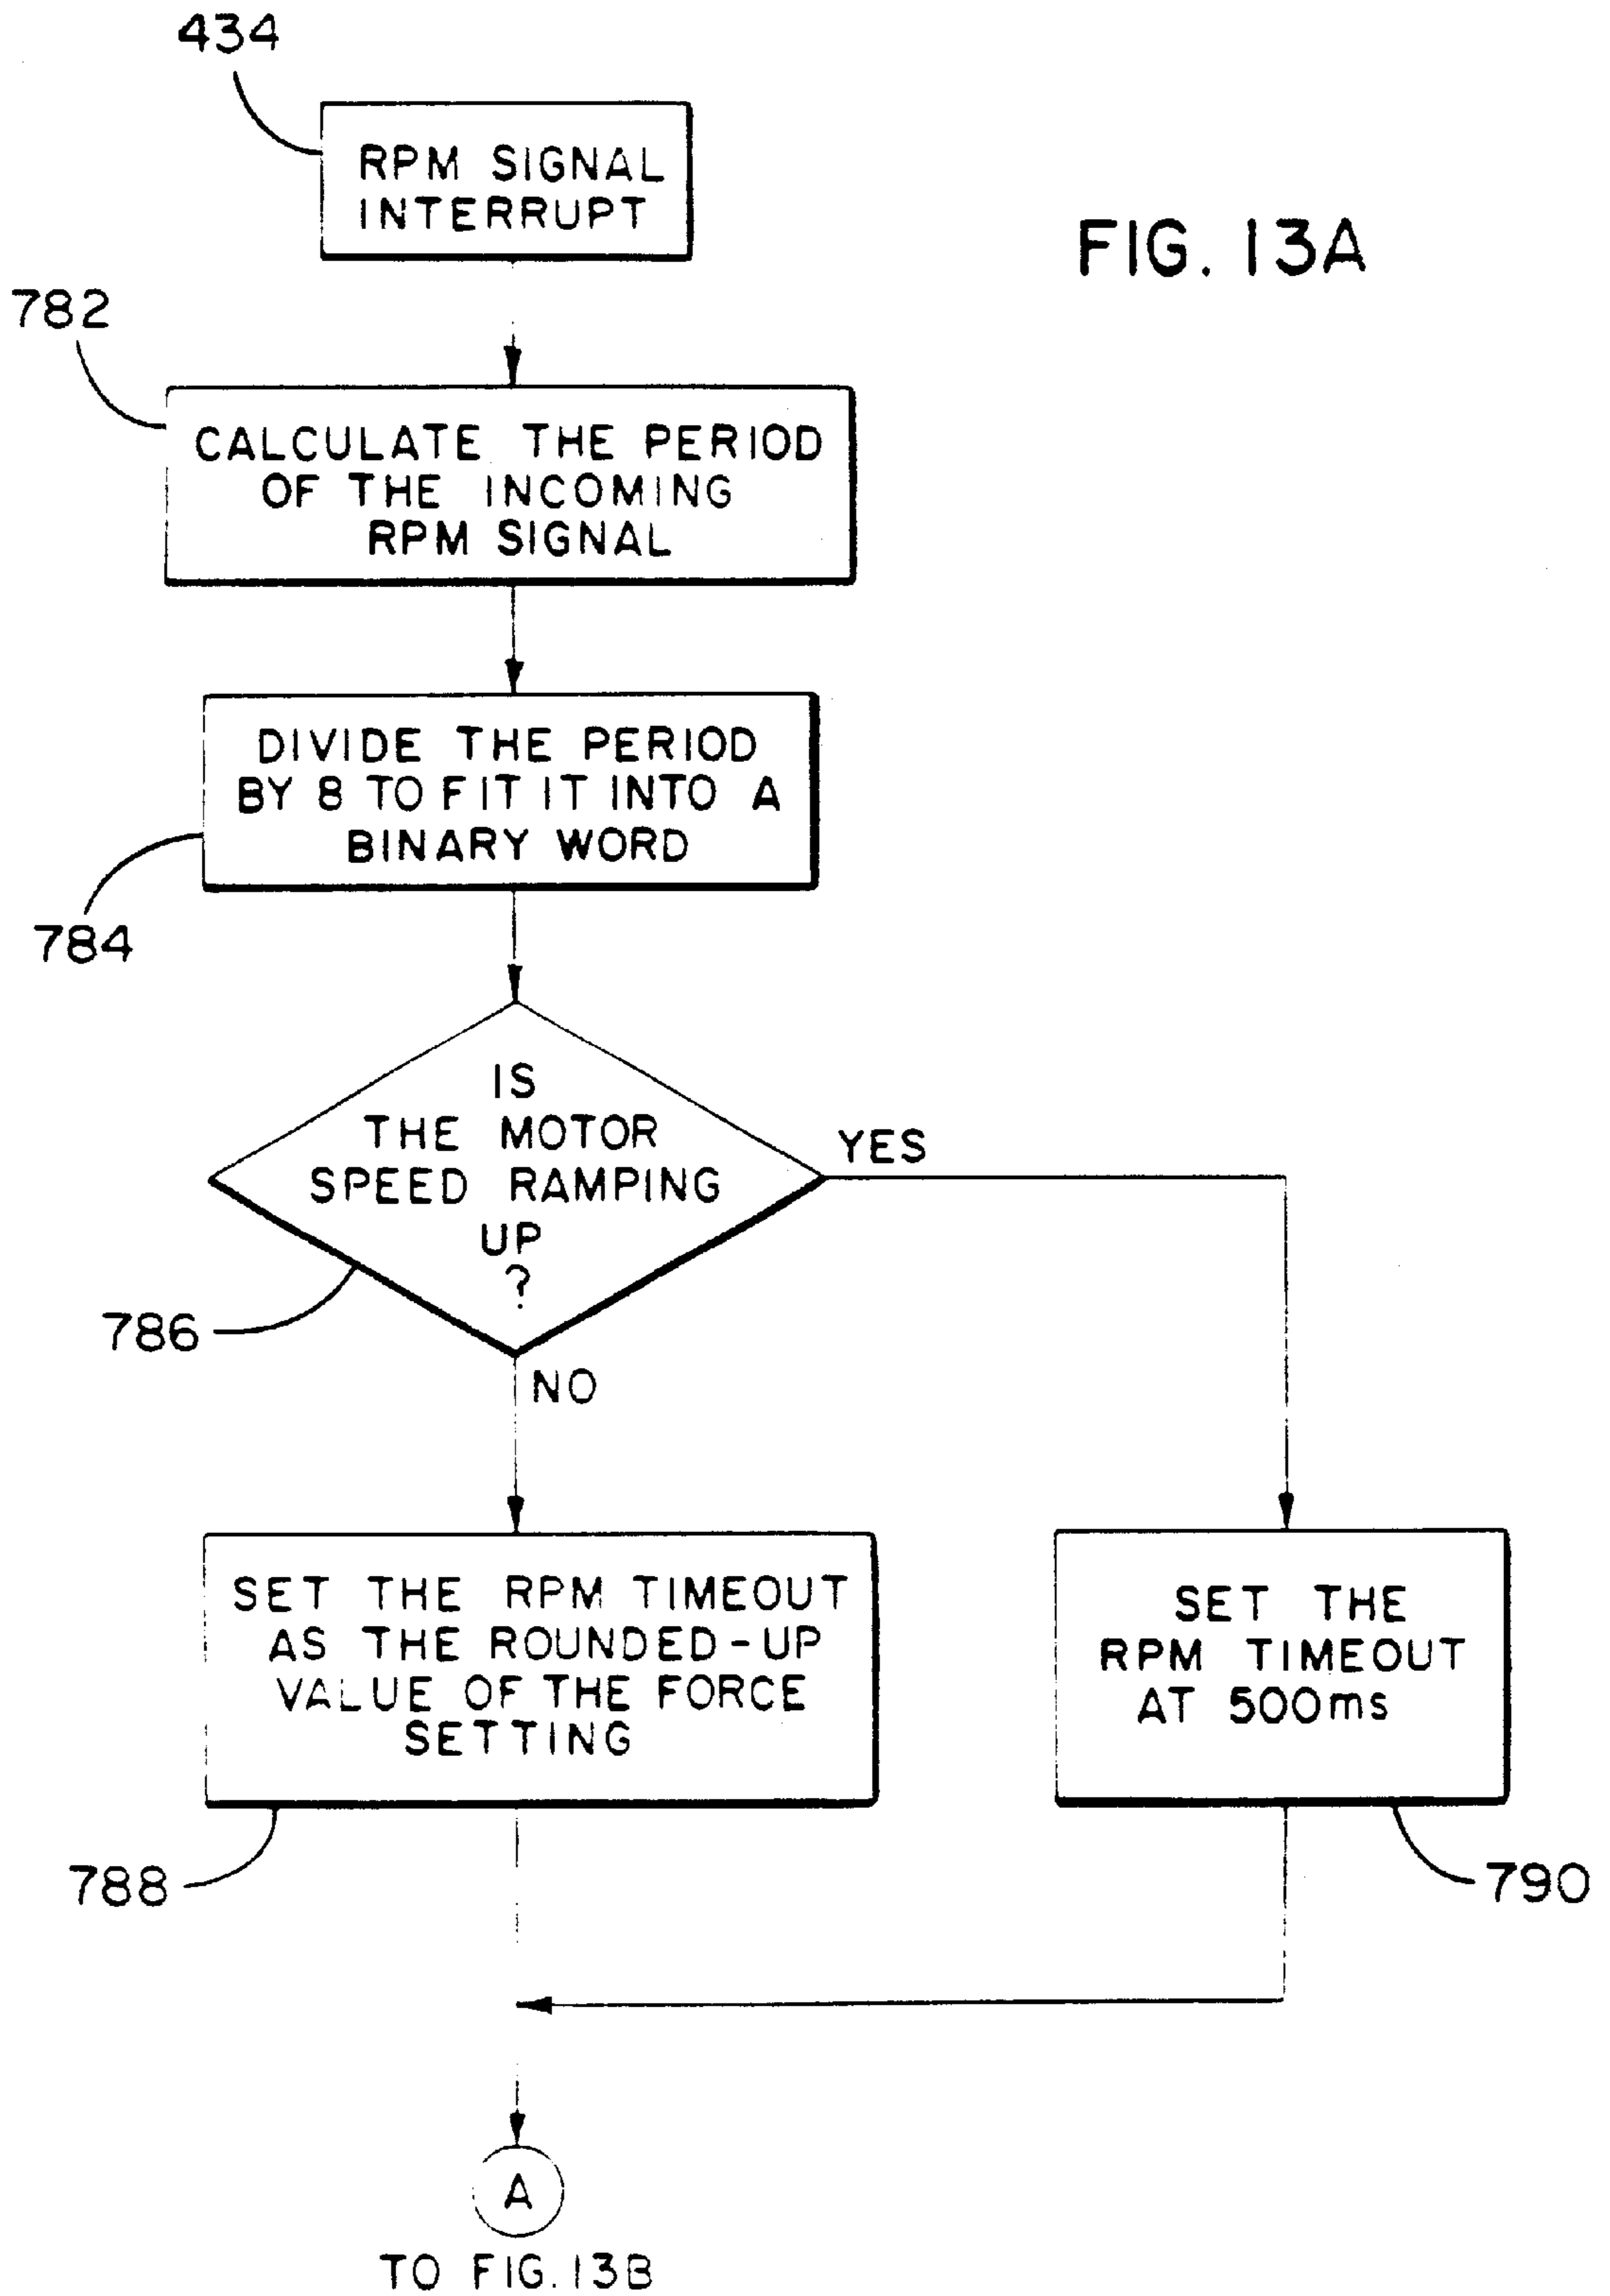 434
RPM SIGNAL
INTERRUPT
FIG. 13A
782
CALCULATE THE PERIOD
OF THE INCOMING
RPM SIGNAL
DIVIDE THE PERIOD
BY 8 TO FIT IT INTO A
BINARY WORD
784
IS
THE MOTOR
SPEED RAMPING
UP
?
YES
786
NO
SET THE RPM TIMEOUT
AS THE ROUNDED-UP
VALUE OF THE FORCE
SETTING
SET THE
RPM TIMEOUT
AT 500ms
788
790
A
TO FIG. 13B